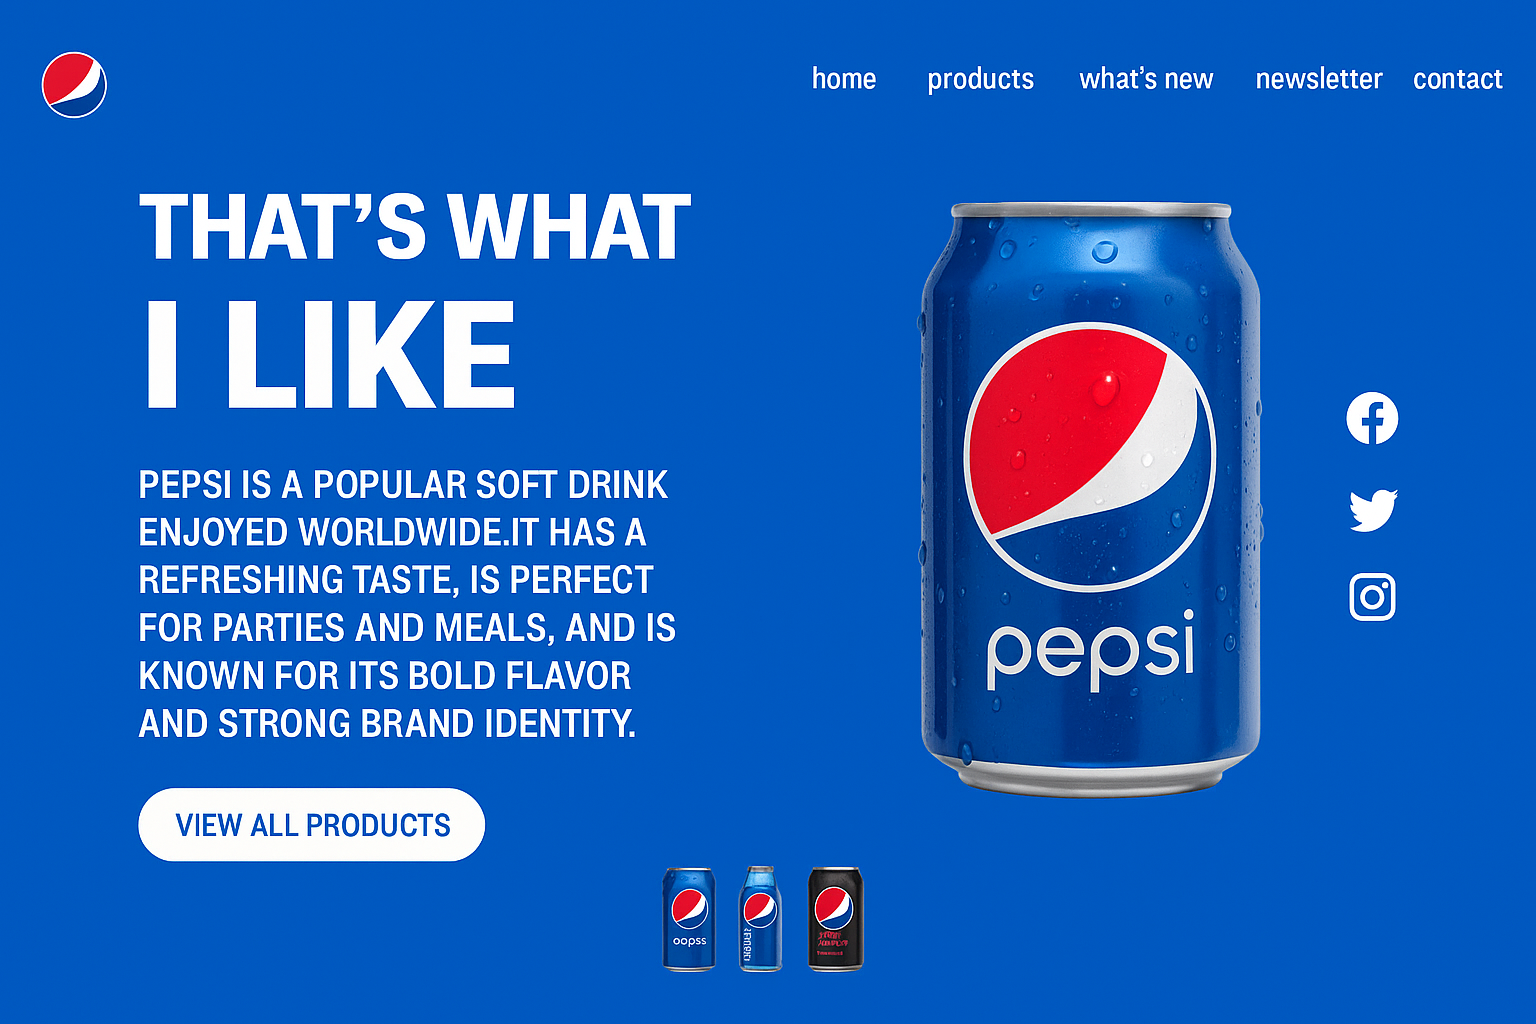 home products what's new newsletter contact
THAT'S WHAT
I LIKE
PEPSI IS A POPULAR SOFT DRINK
ENJOYED WORLDWIDE.IT HAS A
REFRESHING TASTE, IS PERFECT
FOR PARTIES AND MEALS, AND IS
KNOWN FOR ITS BOLD FLAVOR
AND STRONG BRAND IDENTITY.
VIEW ALL PRODUCTS
pepsi
oopss